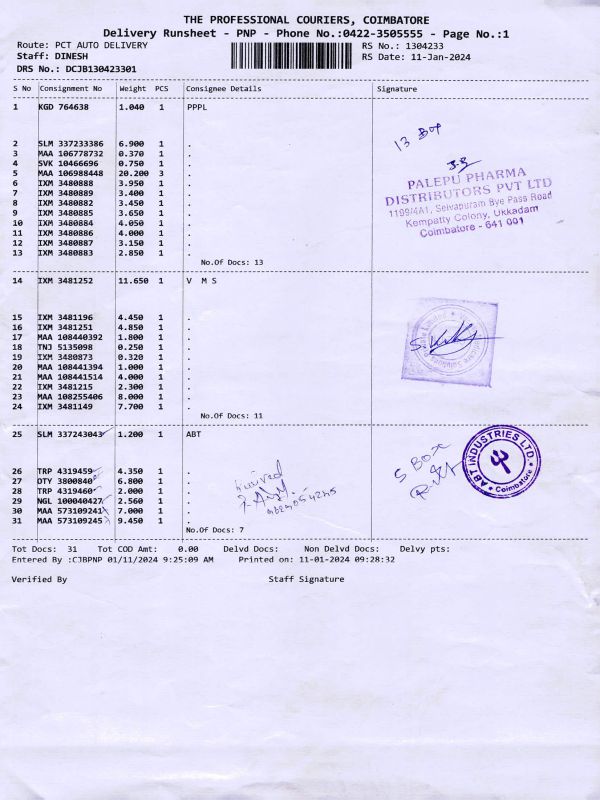 THE PROFESSIONAL COURIERS, COIMBATORE
Delivery Runsheet - PNP - Phone No.:0422-3505555 - Page No.:1
Route: PCT AUTO DELIVERY RS No.: 1304233
Staff: DINESH RS Date: 11-Jan-2024
DRS No.: DCJB130423301
S No Consignment No Weight PCS Consignee Details Signature
1 KGD 764638 1.040 1 PPPL
13 Box
2 SLM 337233386 6.900 1 .
3 MAA 106778732 0.370 1 .
4 SVK 10466696 0.750 1 .
5 MAA 106988448 20.200 3 .
6 IXM 3480888 3.950 1 .
7 IXM 3480889 3.400 1 .
8 IXM 3480882 3.450 1 .
9 IXM 3480885 3.650 1 .
10 IXM 3480884 4.050 1 .
11 IXM 3480886 4.000 1 .
12 IXM 3480887 3.150 1 .
13 IXM 3480883 2.850 1 .
PALEPU PHARMA
DISTRIBUTORS PVT LTD
1199/4A1, Selvapuram Bye Pass Road
Kempatty Colony, Ukkadam
Coimbatore - 641 001
No.Of Docs: 13
14 IXM 3481252 11.650 1 V M S
15 IXM 3481196 4.450 1 .
16 IXM 3481251 4.850 1 .
17 MAA 108440392 1.800 1 .
18 TNJ 5135098 0.250 1 .
19 IXM 3480873 0.320 1 .
20 MAA 108441394 1.000 1 .
21 MAA 108441514 4.000 1 .
22 IXM 3481215 2.300 1 .
23 MAA 108255406 8.000 1 .
24 IXM 3481149 7.700 1 .
No.Of Docs: 11
25 SLM 337243043 1.200 1 ABT
26 TRP 4319459 4.350 1 .
27 OTY 3800840 6.800 1 .
28 TRP 4319460 2.000 1 .
29 NGL 100040427 2.560 1 .
30 MAA 573109241 7.000 1 .
31 MAA 573109245 9.450 1 .
5 Box
ABT INDUSTRIES LTD.
Coimbatore
No.Of Docs: 7
Tot Docs: 31 Tot COD Amt: 0.00 Delvd Docs: Non Delvd Docs: Delvy pts:
Entered By :CJBPNP 01/11/2024 9:25:09 AM Printed on: 11-01-2024 09:28:32
Verified By Staff Signature